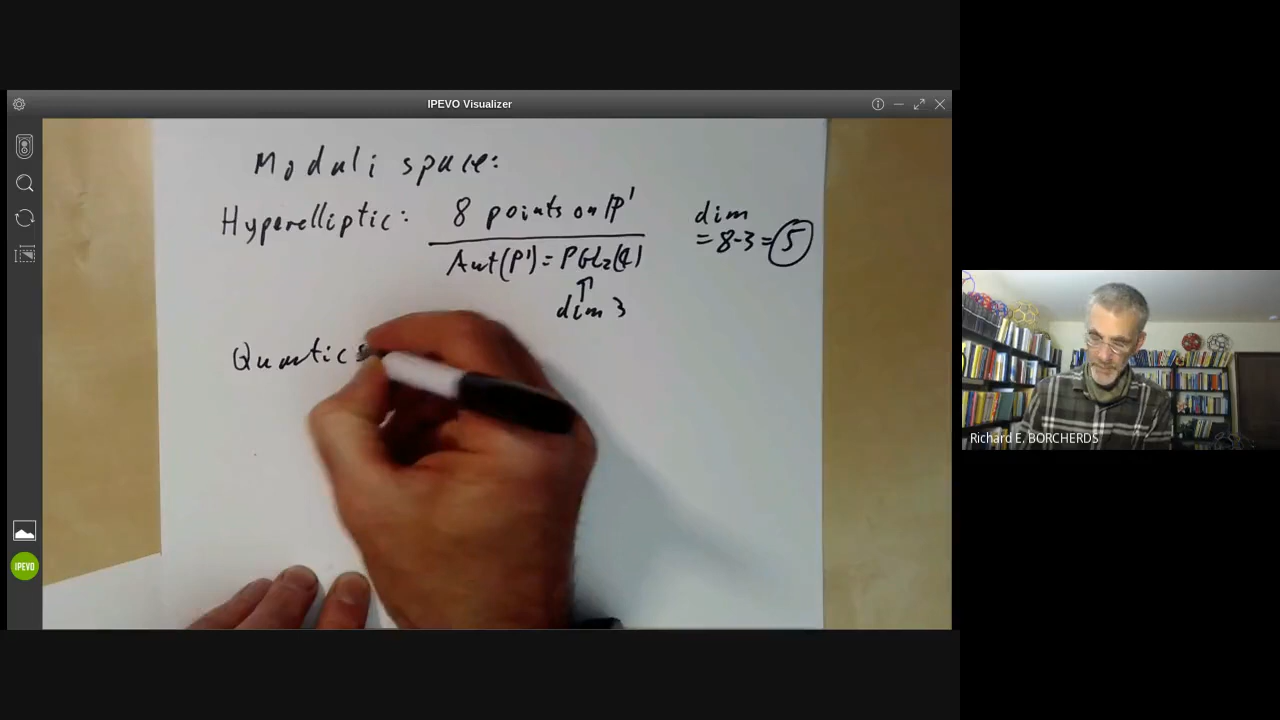 IPEVO Visualizer
Moduli space:
Hyperelliptic: 8 points on P¹ dim
Aut(P¹) = PGL₂(C) = 8-3 = 5
↑
dim 3
Quartics
IPEVO
Richard E. BORCHERDS